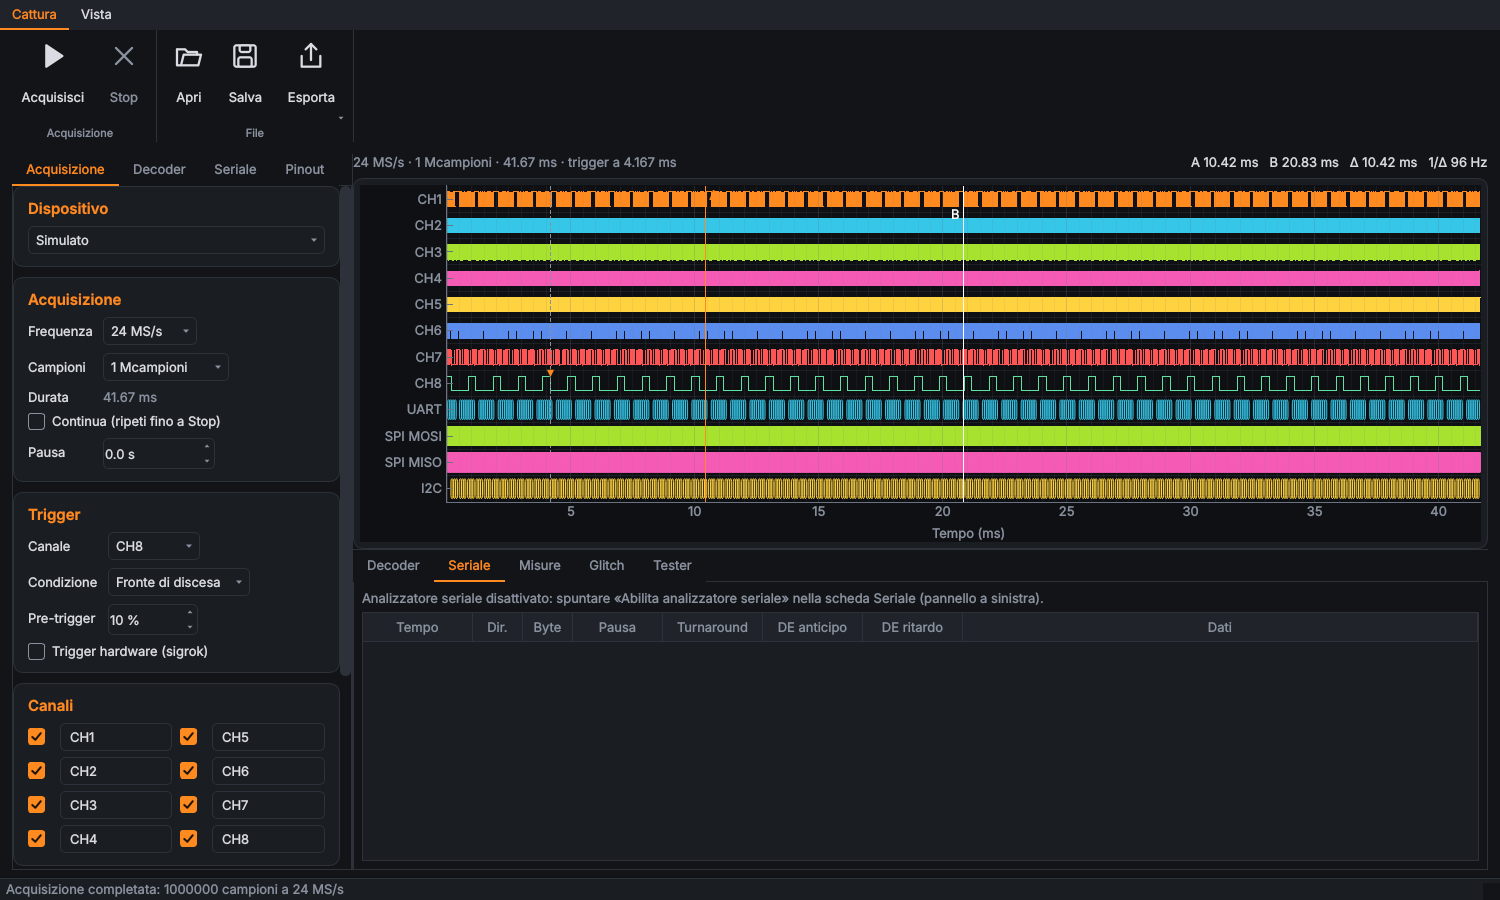 Cattura Vista
Acquisisci Stop Apri Salva Esporta
Acquisizione File
Acquisizione Decoder Seriale Pinout
24 MS/s · 1 Mcampioni · 41.67 ms · trigger a 4.167 ms
A 10.42 ms B 20.83 ms Δ 10.42 ms 1/Δ 96 Hz
Dispositivo
Simulato
Acquisizione
Frequenza 24 MS/s
Campioni 1 Mcampioni
Durata 41.67 ms
Continua (ripeti fino a Stop)
Pausa 0.0 s
Trigger
Canale CH8
Condizione Fronte di discesa
Pre-trigger 10 %
Trigger hardware (sigrok)
Canali
CH1 CH5
CH2 CH6
CH3 CH7
CH4 CH8
CH1
B
CH2
CH3
CH4
CH5
CH6
CH7
CH8
UART
SPI MOSI
SPI MISO
I2C
5 10 15 20 25 30 35 40
Tempo (ms)
Decoder Seriale Misure Glitch Tester
Analizzatore seriale disattivato: spuntare «Abilita analizzatore seriale» nella scheda Seriale (pannello a sinistra).
Tempo Dir. Byte Pausa Turnaround DE anticipo DE ritardo Dati
Acquisizione completata: 1000000 campioni a 24 MS/s